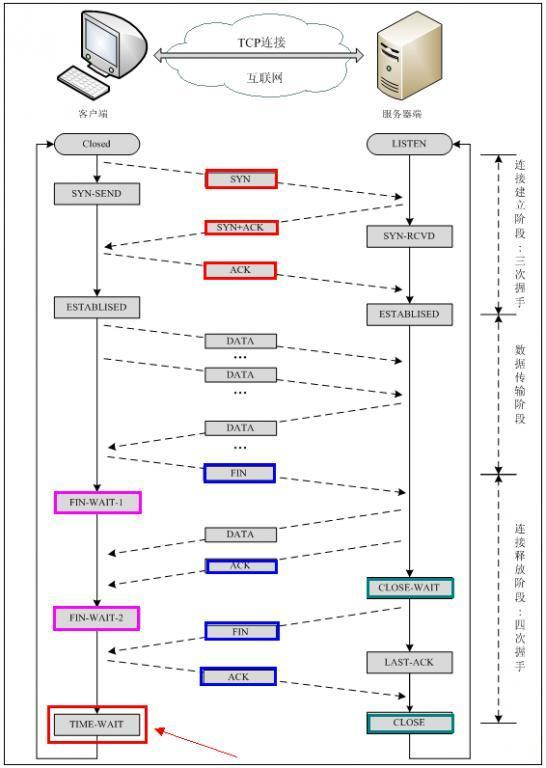 TCP连接
互联网
客户端
服务器端
Closed
LISTEN
SYN
SYN-SEND
SYN+ACK
SYN-RCVD
ACK
ESTABLISED
ESTABLISED
连接建立阶段：三次握手
DATA
...
DATA
...
DATA
...
数据传输阶段
FIN
FIN-WAIT-1
DATA
ACK
CLOSE-WAIT
FIN-WAIT-2
FIN
LAST-ACK
ACK
TIME-WAIT
CLOSE
连接释放阶段：四次握手